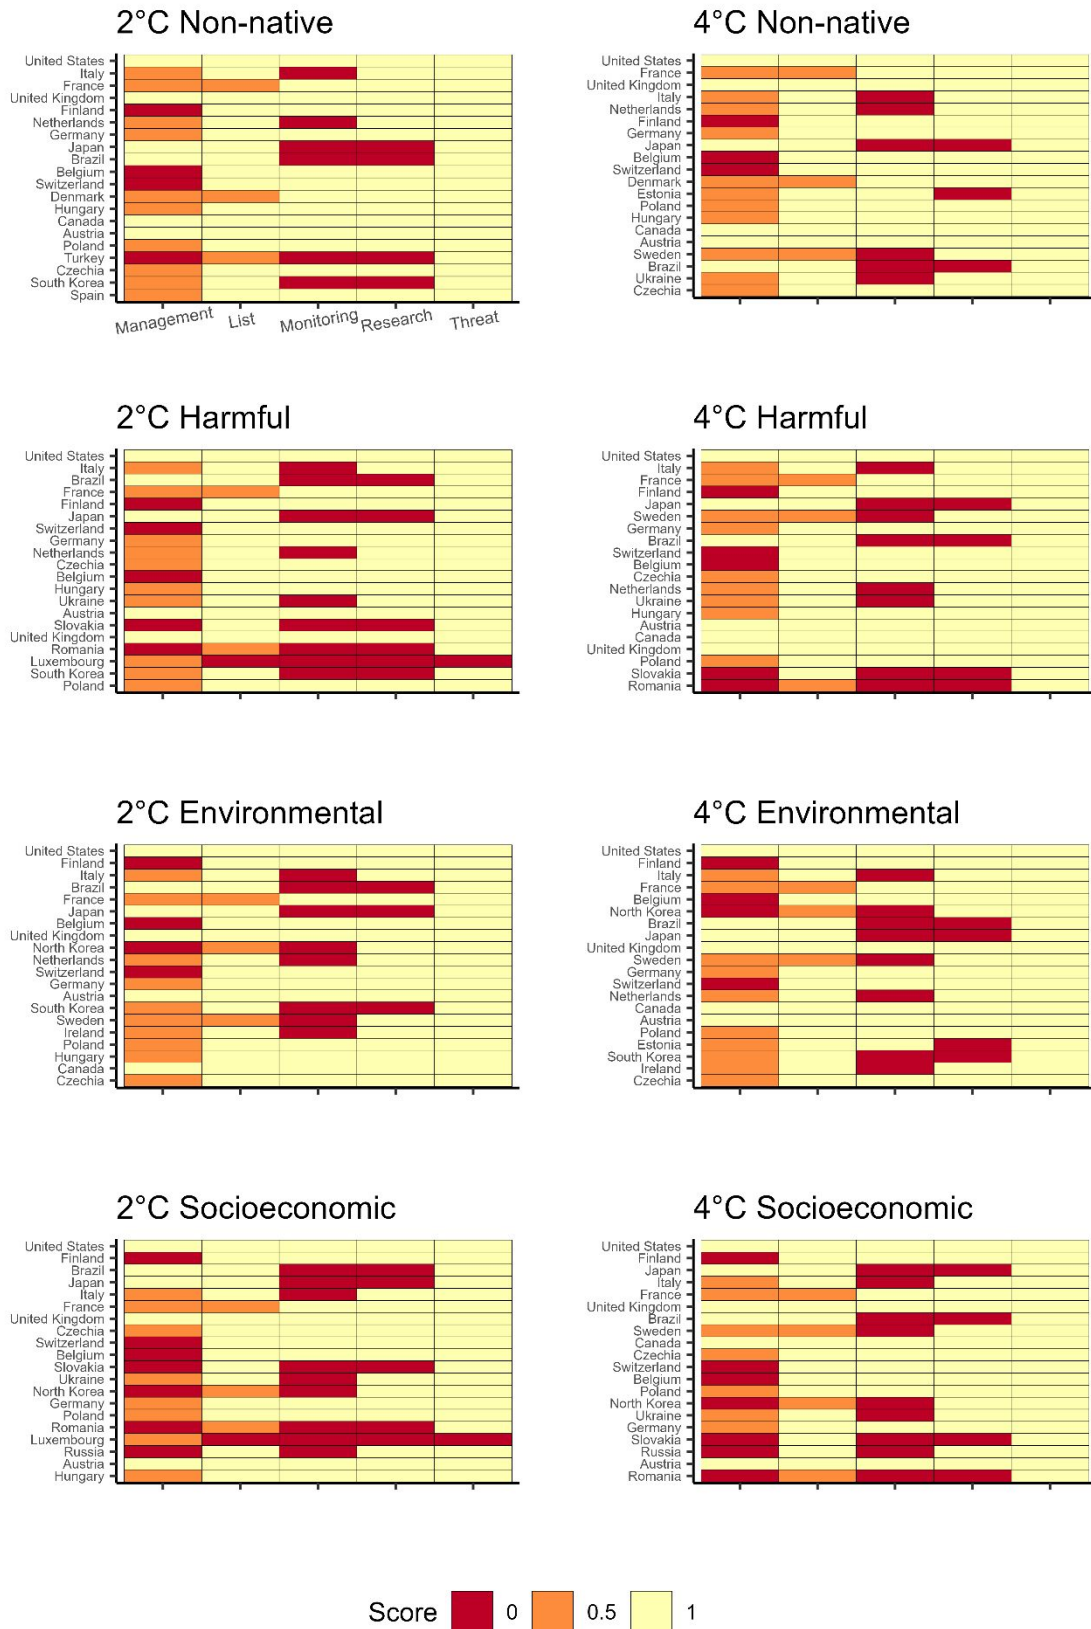 2°C Non-native
United States
Italy
France
United Kingdom
Finland
Netherlands
Germany
Japan
Brazil
Belgium
Switzerland
Denmark
Hungary
Canada
Austria
Poland
Turkey
Czechia
South Korea
Spain
Management List Monitoring Research Threat
4°C Non-native
United States
France
United Kingdom
Italy
Netherlands
Finland
Germany
Japan
Belgium
Switzerland
Denmark
Estonia
Poland
Hungary
Canada
Austria
Sweden
Brazil
Ukraine
Czechia
2°C Harmful
United States
Italy
Brazil
France
Finland
Japan
Switzerland
Germany
Netherlands
Czechia
Belgium
Hungary
Ukraine
Austria
Slovakia
United Kingdom
Romania
Luxembourg
South Korea
Poland
4°C Harmful
United States
Italy
France
Finland
Japan
Sweden
Germany
Brazil
Switzerland
Belgium
Czechia
Netherlands
Ukraine
Hungary
Austria
Canada
United Kingdom
Poland
Slovakia
Romania
2°C Environmental
United States
Finland
Italy
Brazil
France
Japan
Belgium
United Kingdom
North Korea
Netherlands
Switzerland
Germany
Austria
South Korea
Sweden
Ireland
Poland
Hungary
Canada
Czechia
4°C Environmental
United States
Finland
Italy
France
Belgium
North Korea
Brazil
Japan
United Kingdom
Sweden
Germany
Switzerland
Netherlands
Canada
Austria
Poland
Estonia
South Korea
Ireland
Czechia
2°C Socioeconomic
United States
Finland
Brazil
Japan
Italy
France
United Kingdom
Czechia
Switzerland
Belgium
Slovakia
Ukraine
North Korea
Germany
Poland
Romania
Luxembourg
Russia
Austria
Hungary
4°C Socioeconomic
United States
Finland
Japan
Italy
France
United Kingdom
Brazil
Sweden
Canada
Czechia
Switzerland
Belgium
Poland
North Korea
Ukraine
Germany
Slovakia
Russia
Austria
Romania
Score 0 0.5 1